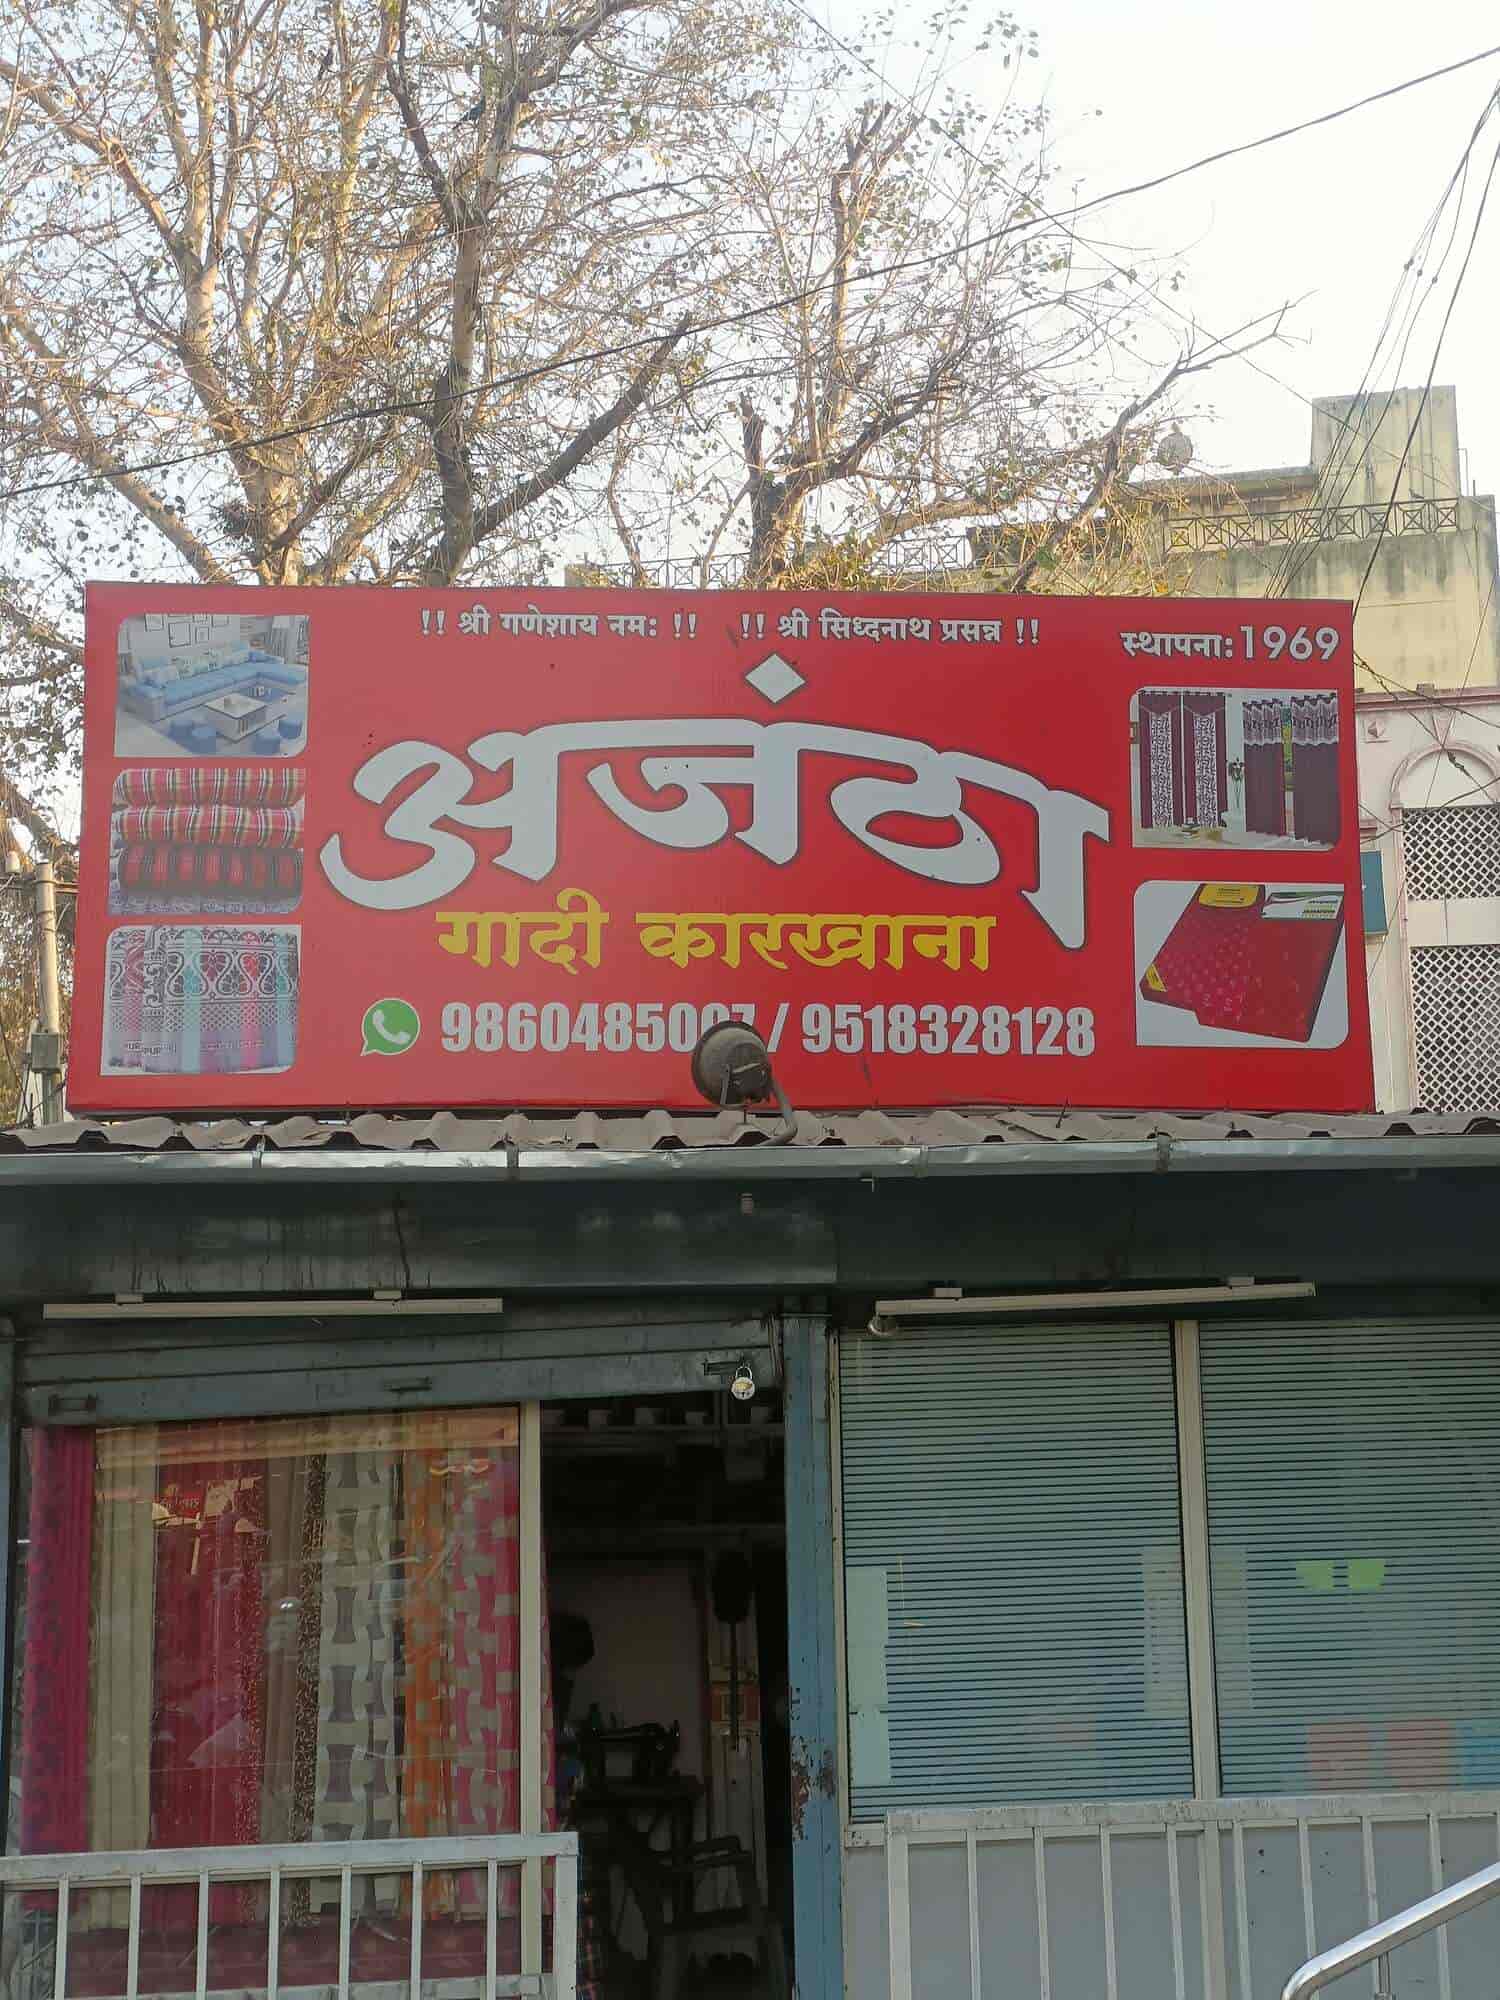 !! श्री गणेशाय नम: !! !! श्री सिध्दनाथ प्रसन्न !!
स्थापना: 1969
अजंठा
गादी कारखाना
/ 9518328128